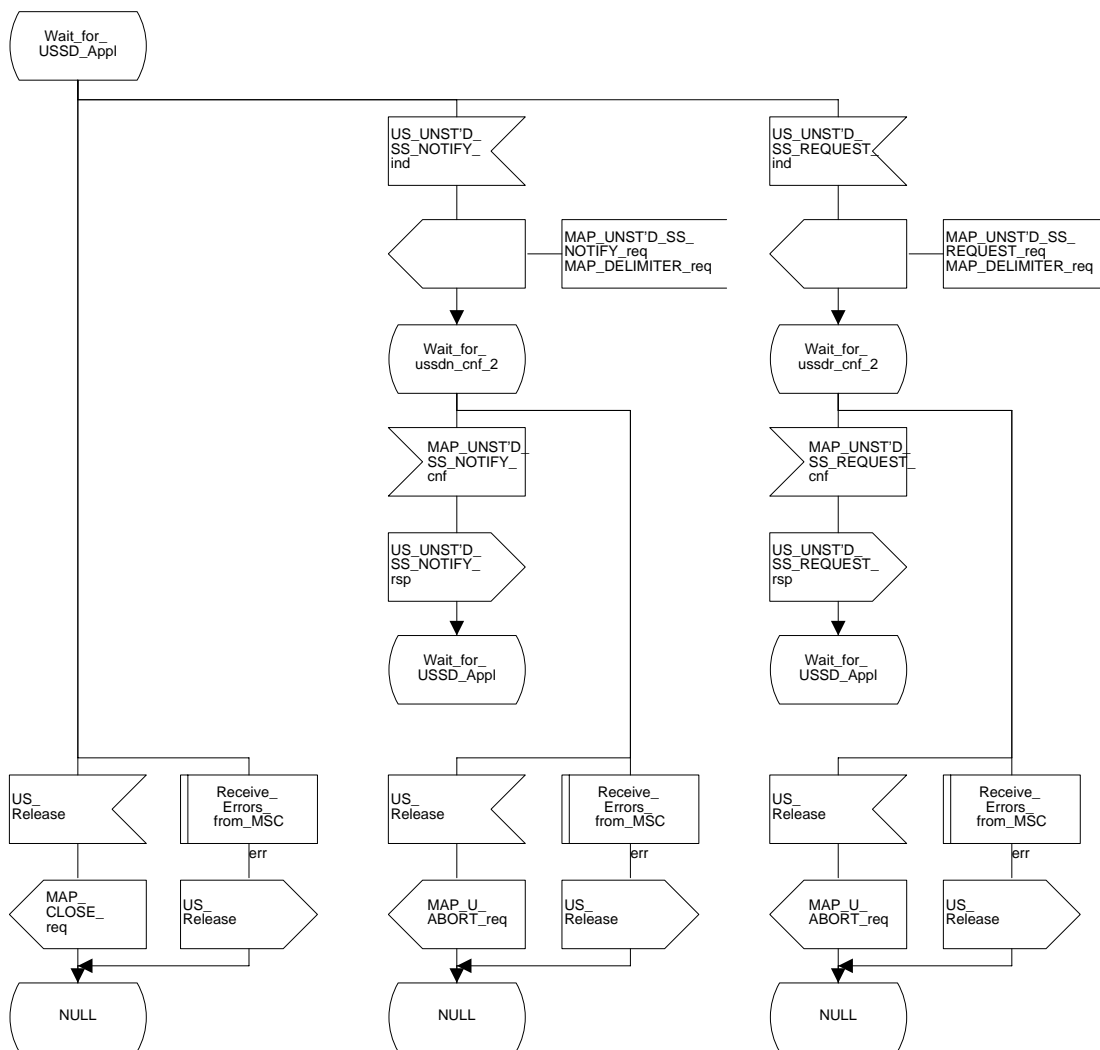 Wait_for_
USSD_Appl
US_UNST'D_
SS_NOTIFY_
ind
US_UNST'D_
SS_REQUEST_
ind
MAP_UNST'D_SS_
NOTIFY_req
MAP_DELIMITER_req
MAP_UNST'D_SS_
REQUEST_req
MAP_DELIMITER_req
Wait_for_
ussdn_cnf_2
Wait_for_
ussdr_cnf_2
MAP_UNST'D_
SS_NOTIFY_
cnf
MAP_UNST'D_
SS_REQUEST_
cnf
US_UNST'D_
SS_NOTIFY_
rsp
US_UNST'D_
SS_REQUEST_
rsp
Wait_for_
USSD_Appl
Wait_for_
USSD_Appl
US_
Release
Receive_
Errors_
from_MSC
US_
Release
Receive_
Errors_
from_MSC
US_
Release
Receive_
Errors_
from_MSC
err
err
err
MAP_
CLOSE_
req
US_
Release
MAP_U_
ABORT_req
US_
Release
MAP_U_
ABORT_req
US_
Release
NULL
NULL
NULL